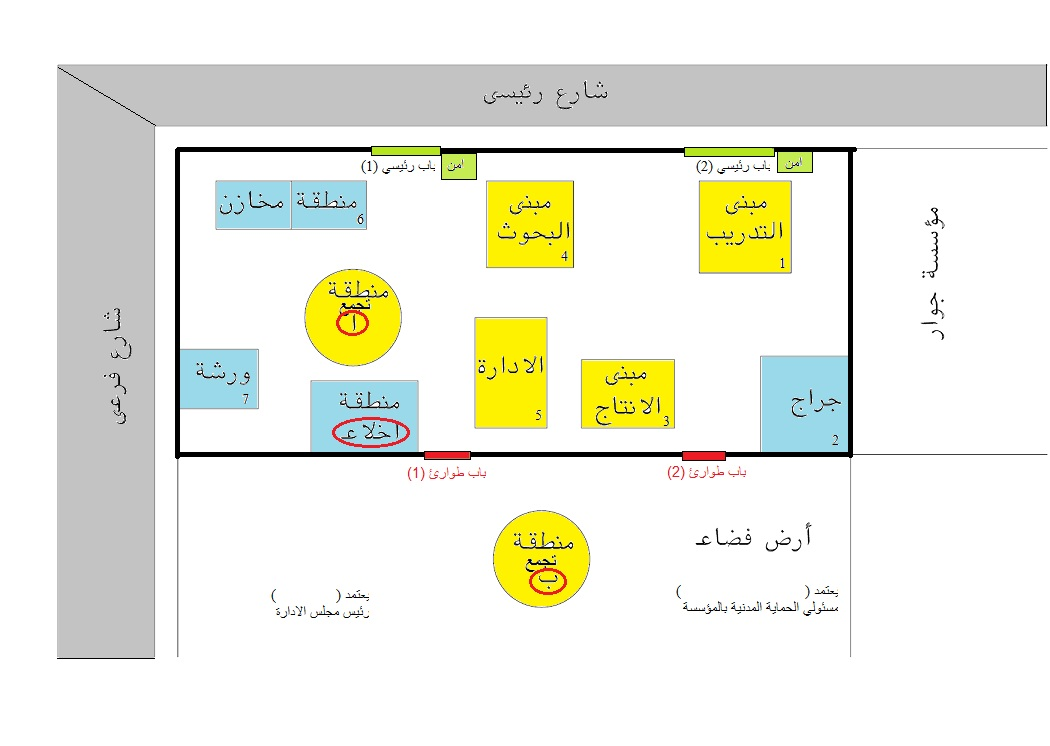 شارع رئيسى
باب رئيسي (2)
امن
باب رئيسي (1)
امن
مبنى
التدريب
1
مبنى
البحوث
4
منطقة
مخازن
6
مؤسسة جوار
شارع فرعى
منطقة
تجمع
أ
الادارة
5
مبنى
الانتاج
3
جراج
2
ورشة
7
منطقة
اخلاء
باب طوارئ (2)
باب طوارئ (1)
أرض فضاء
منطقة
تجمع
ب
يعتمد ( )
مسئولي الحماية المدنية بالمؤسسة
يعتمد ( )
رئيس مجلس الادارة